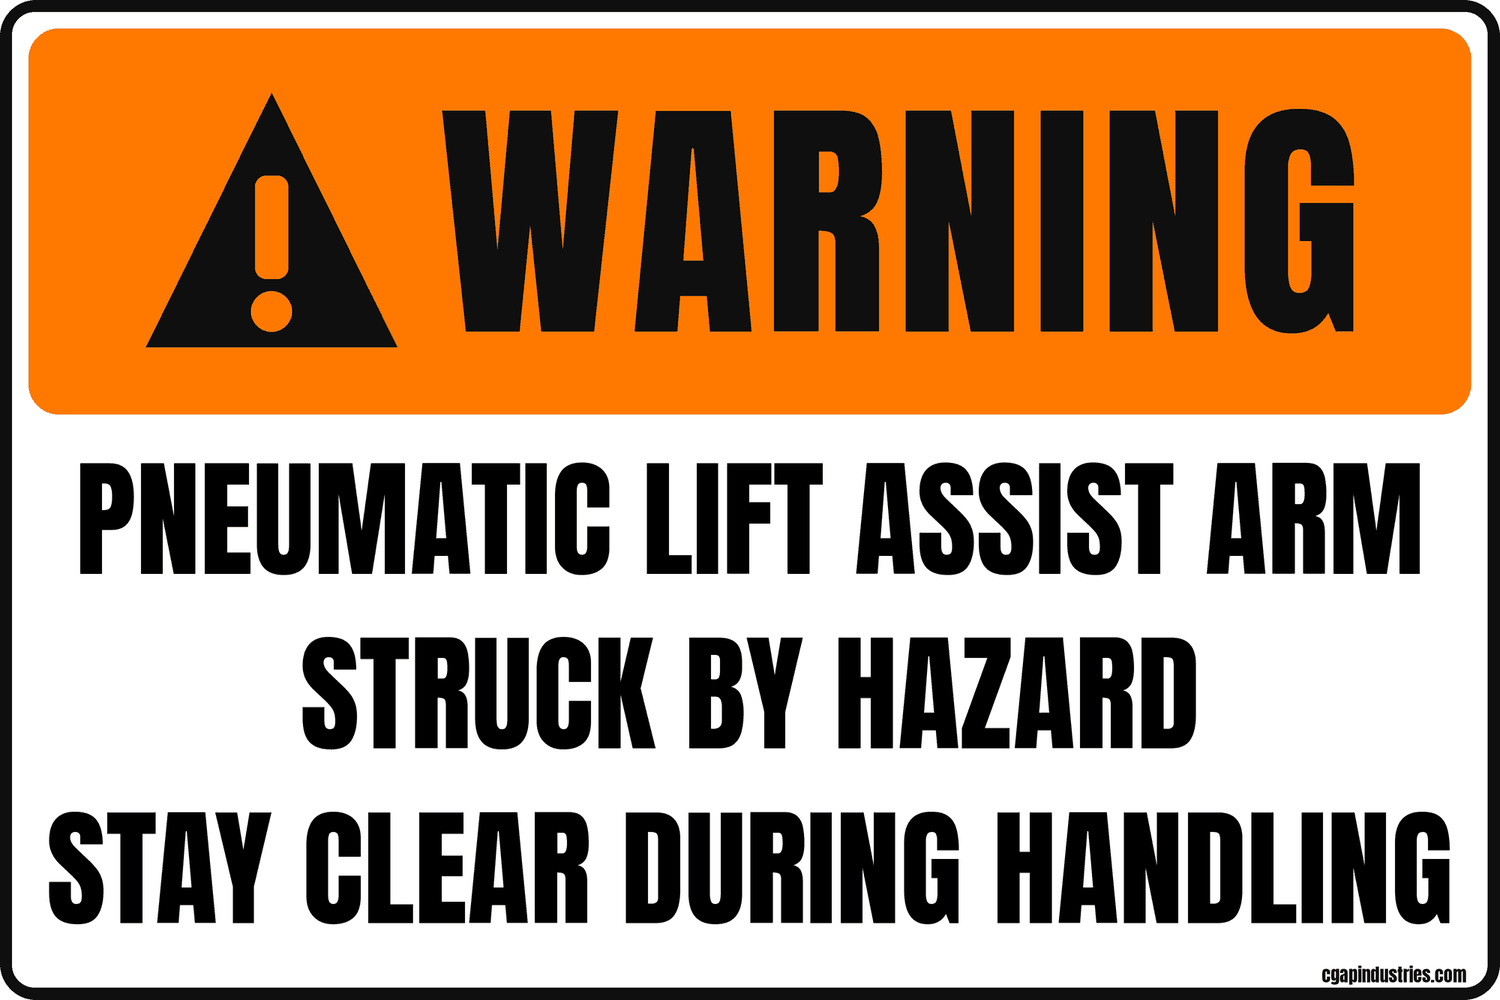 WARNING
PNEUMATIC LIFT ASSIST ARM
STRUCK BY HAZARD
STAY CLEAR DURING HANDLING
cgapindustries.com